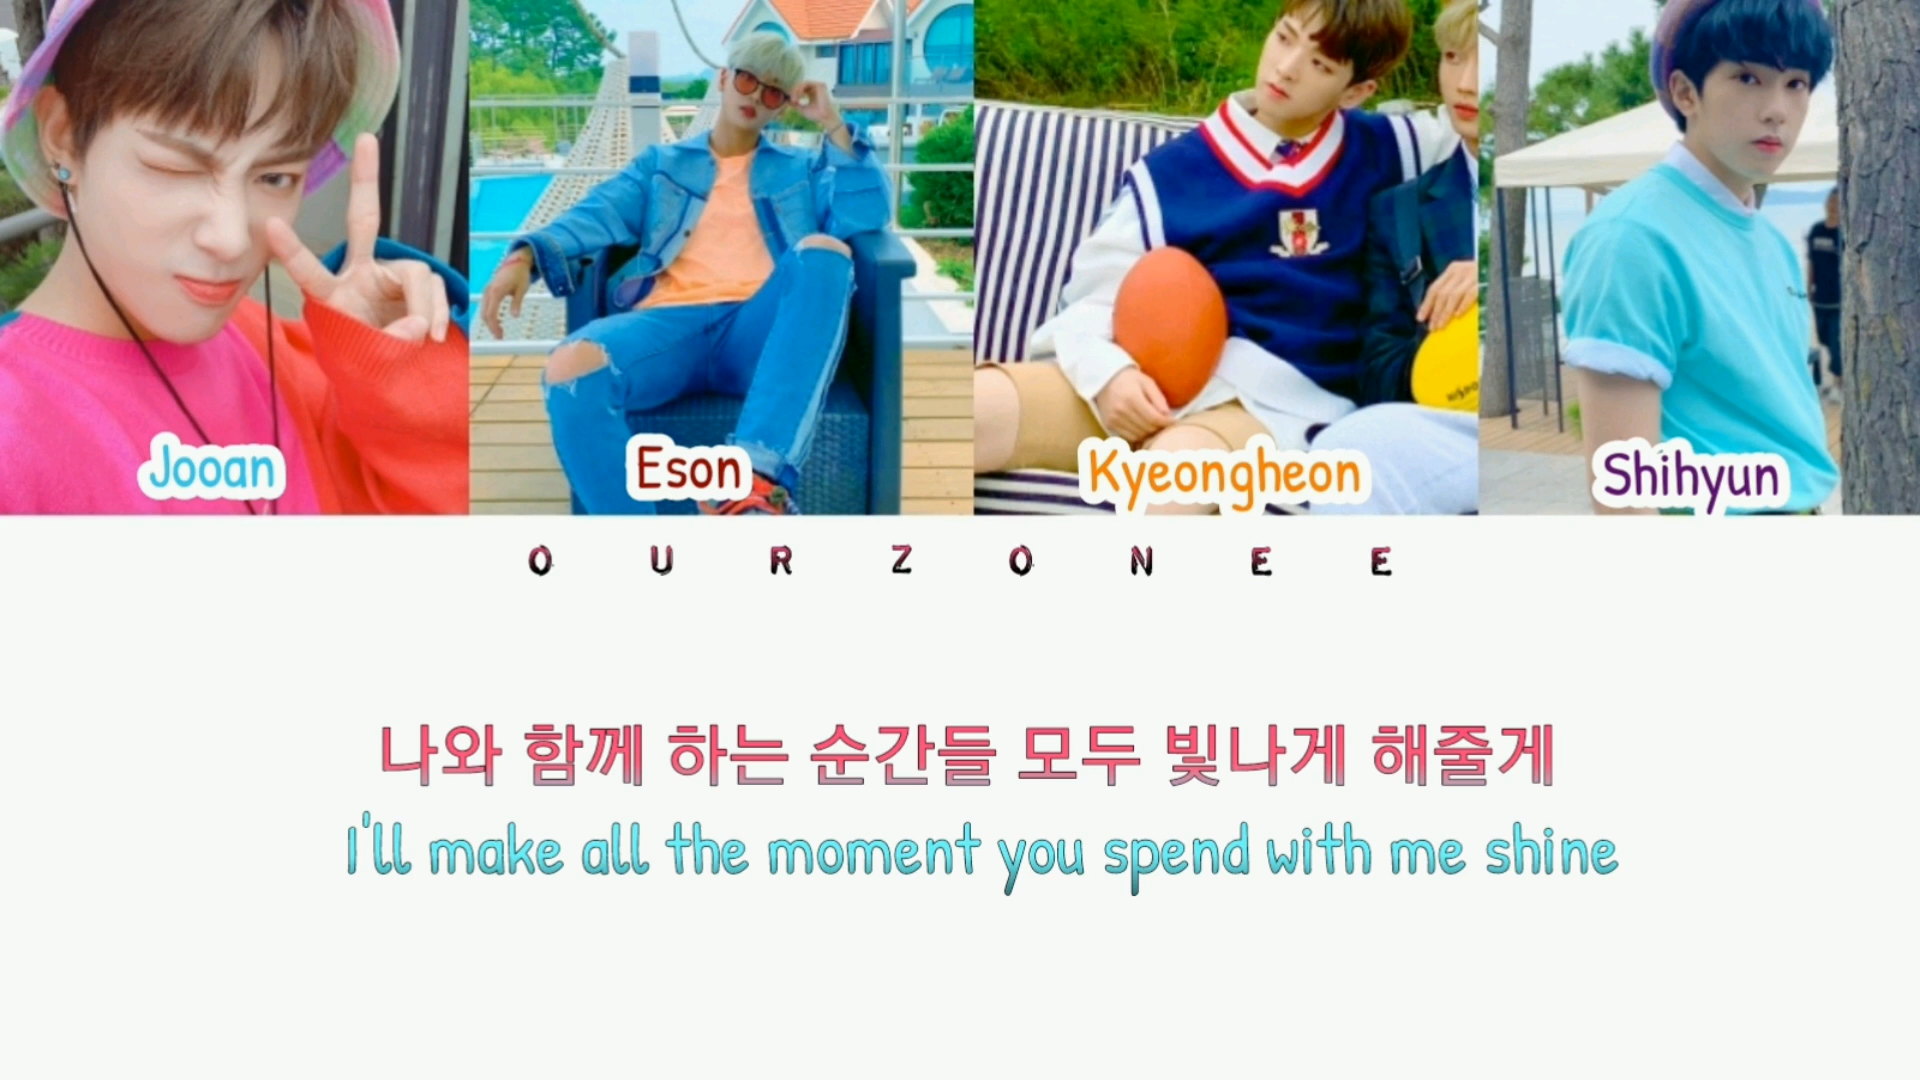 Jooan
Eson
Kyeongheon
Shihyun
OURZONEE
나와 함께 하는 순간들 모두 빛나게 해줄게
I'll make all the moment you spend with me shine